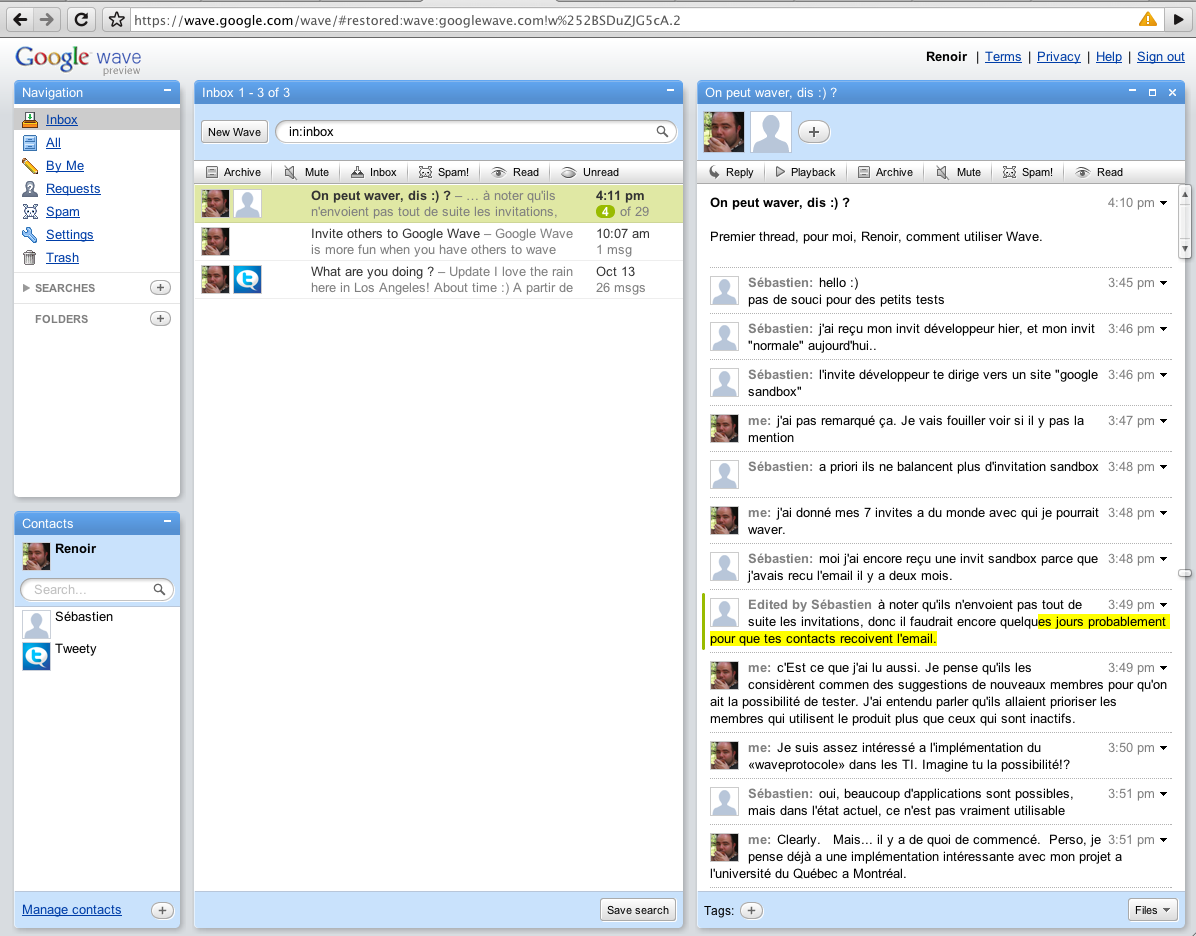 https://wave.google.com/wave/#restored:wave:googlewave.com!w%252BSDuZJG5cA.2
Google wave
preview
Renoir | Terms | Privacy | Help | Sign out
Navigation
Inbox
All
By Me
Requests
Spam
Settings
Trash
SEARCHES
FOLDERS
Contacts
Renoir
Search...
Sébastien
Tweety
Manage contacts
Inbox 1 - 3 of 3
New Wave
in:inbox
Archive Mute Inbox Spam! Read Unread
On peut waver, dis :) ? – … à noter qu'ils 4:11 pm
n'envoient pas tout de suite les invitations, 4 of 29
Invite others to Google Wave – Google Wave 10:07 am
is more fun when you have others to wave 1 msg
What are you doing ? – Update I love the rain Oct 13
here in Los Angeles! About time :) A partir de 26 msgs
Save search
On peut waver, dis :) ?
Reply Playback Archive Mute Spam! Read
On peut waver, dis :) ? 4:10 pm
Premier thread, pour moi, Renoir, comment utiliser Wave.
Sébastien: hello :) 3:45 pm
pas de souci pour des petits tests
Sébastien: j'ai reçu mon invit développeur hier, et mon invit 3:46 pm
"normale" aujourd'hui..
Sébastien: l'invite développeur te dirige vers un site "google 3:46 pm
sandbox"
me: j'ai pas remarqué ça. Je vais fouiller voir si il y pas la 3:47 pm
mention
Sébastien: a priori ils ne balancent plus d'invitation sandbox 3:48 pm
me: j'ai donné mes 7 invites a du monde avec qui je pourrait 3:48 pm
waver.
Sébastien: moi j'ai encore reçu une invit sandbox parce que 3:48 pm
j'avais recu l'email il y a deux mois.
Edited by Sébastien à noter qu'ils n'envoient pas tout de 3:49 pm
suite les invitations, donc il faudrait encore quelques jours probablement
pour que tes contacts recoivent l'email.
me: c'Est ce que j'ai lu aussi. Je pense qu'ils les 3:49 pm
considèrent commen des suggestions de nouveaux membres pour qu'on
ait la possibilité de tester. J'ai entendu parler qu'ils allaient prioriser les
membres qui utilisent le produit plus que ceux qui sont inactifs.
me: Je suis assez intéressé a l'implémentation du 3:50 pm
«waveprotocole» dans les TI. Imagine tu la possibilité!?
Sébastien: oui, beaucoup d'applications sont possibles, 3:51 pm
mais dans l'état actuel, ce n'est pas vraiment utilisable
me: Clearly. Mais... il y a de quoi de commencé. Perso, je 3:51 pm
pense déjà a une implémentation intéressante avec mon projet a
l'université du Québec a Montréal.
Tags:
Files